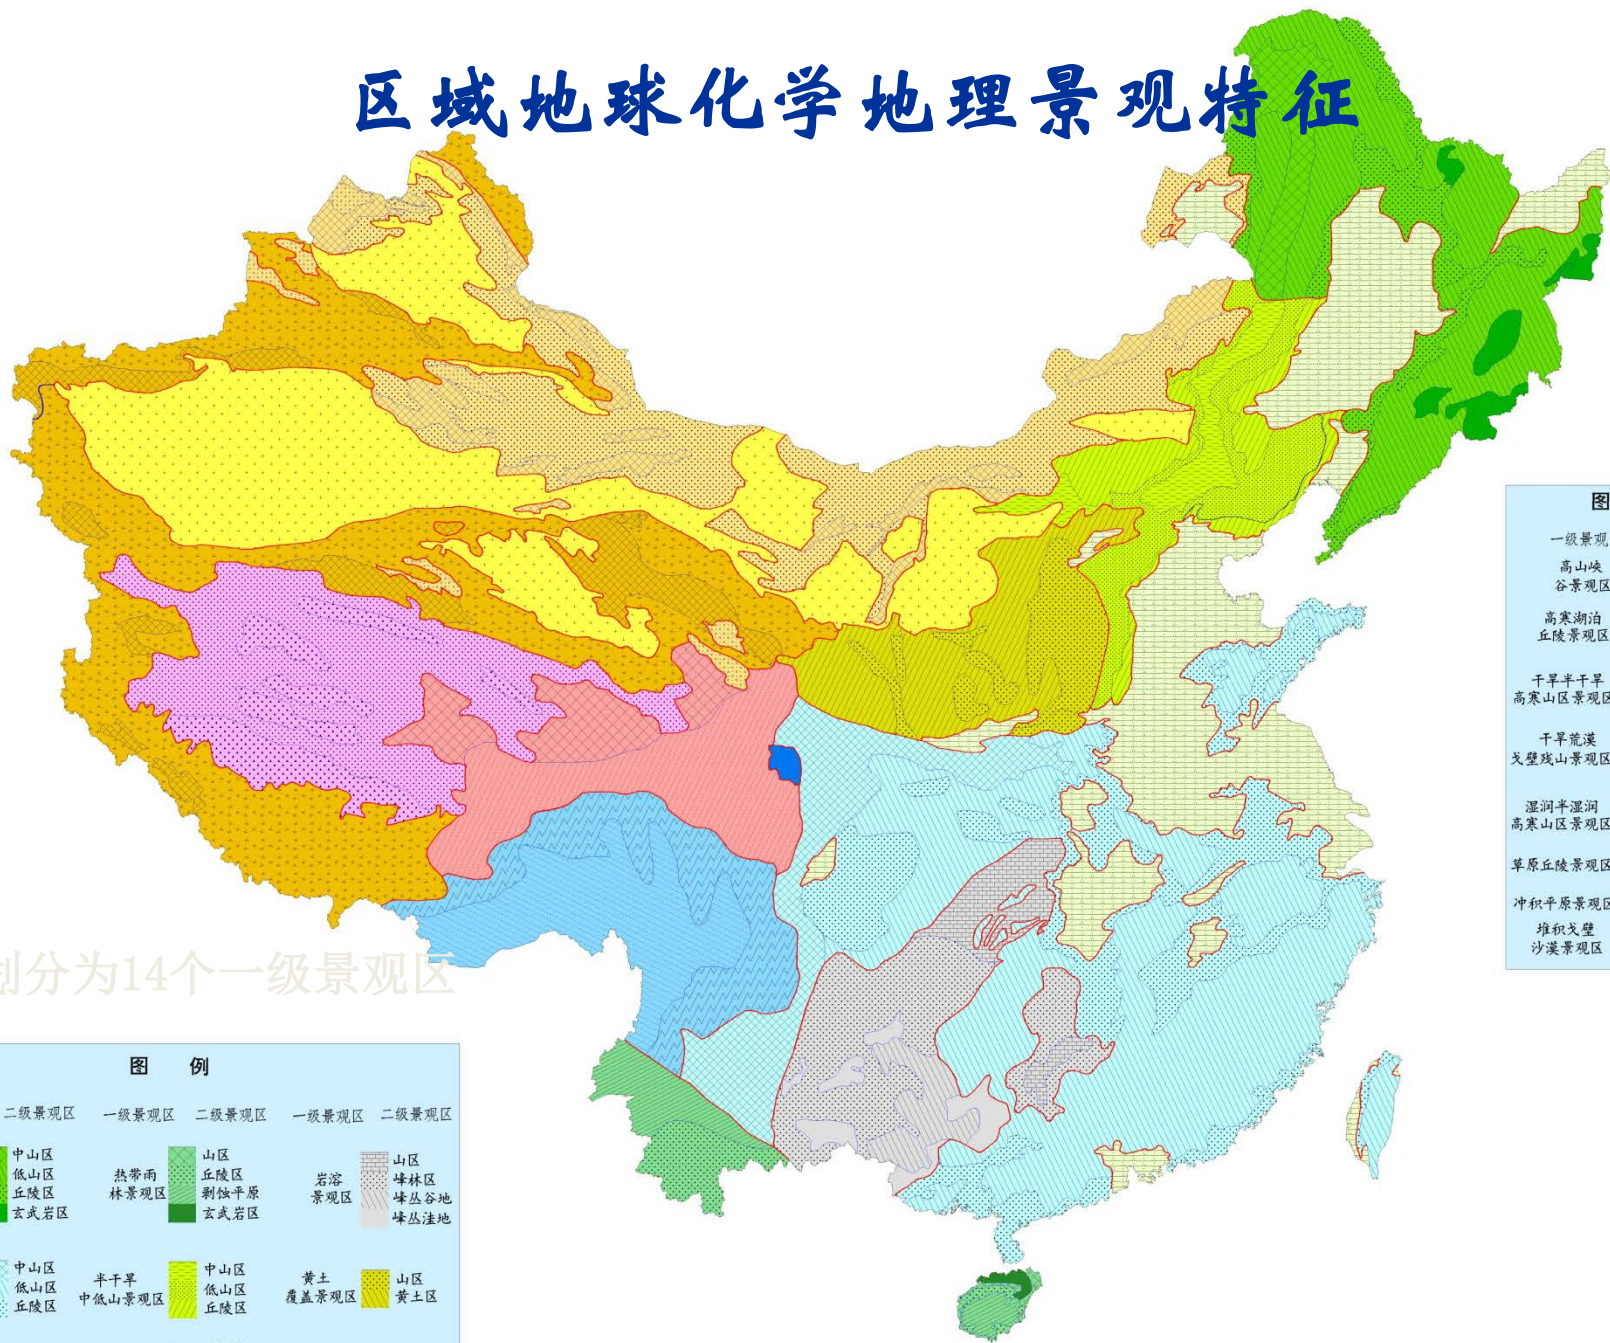 区域地球化学地理景观特征
图
一级景观
高山峡
谷景观区
高寒湖泊
丘陵景观区
干旱半干旱
高寒山区景观区
干旱荒漠
戈壁残山景观区
湿润半湿润
高寒山区景观区
草原丘陵景观区
冲积平原景观区
堆积戈壁
沙漠景观区
划分为14个一级景观区
图 例
二级景观区 一级景观区 二级景观区 一级景观区 二级景观区
中山区
低山区
丘陵区
玄武岩区
热带雨
林景观区
山区
丘陵区
剥蚀平原
玄武岩区
岩溶
景观区
山区
峰林区
峰丛谷地
峰丛洼地
中山区
低山区
丘陵区
半干旱
中低山景观区
中山区
低山区
丘陵区
黄土
覆盖景观区
山区
黄土区